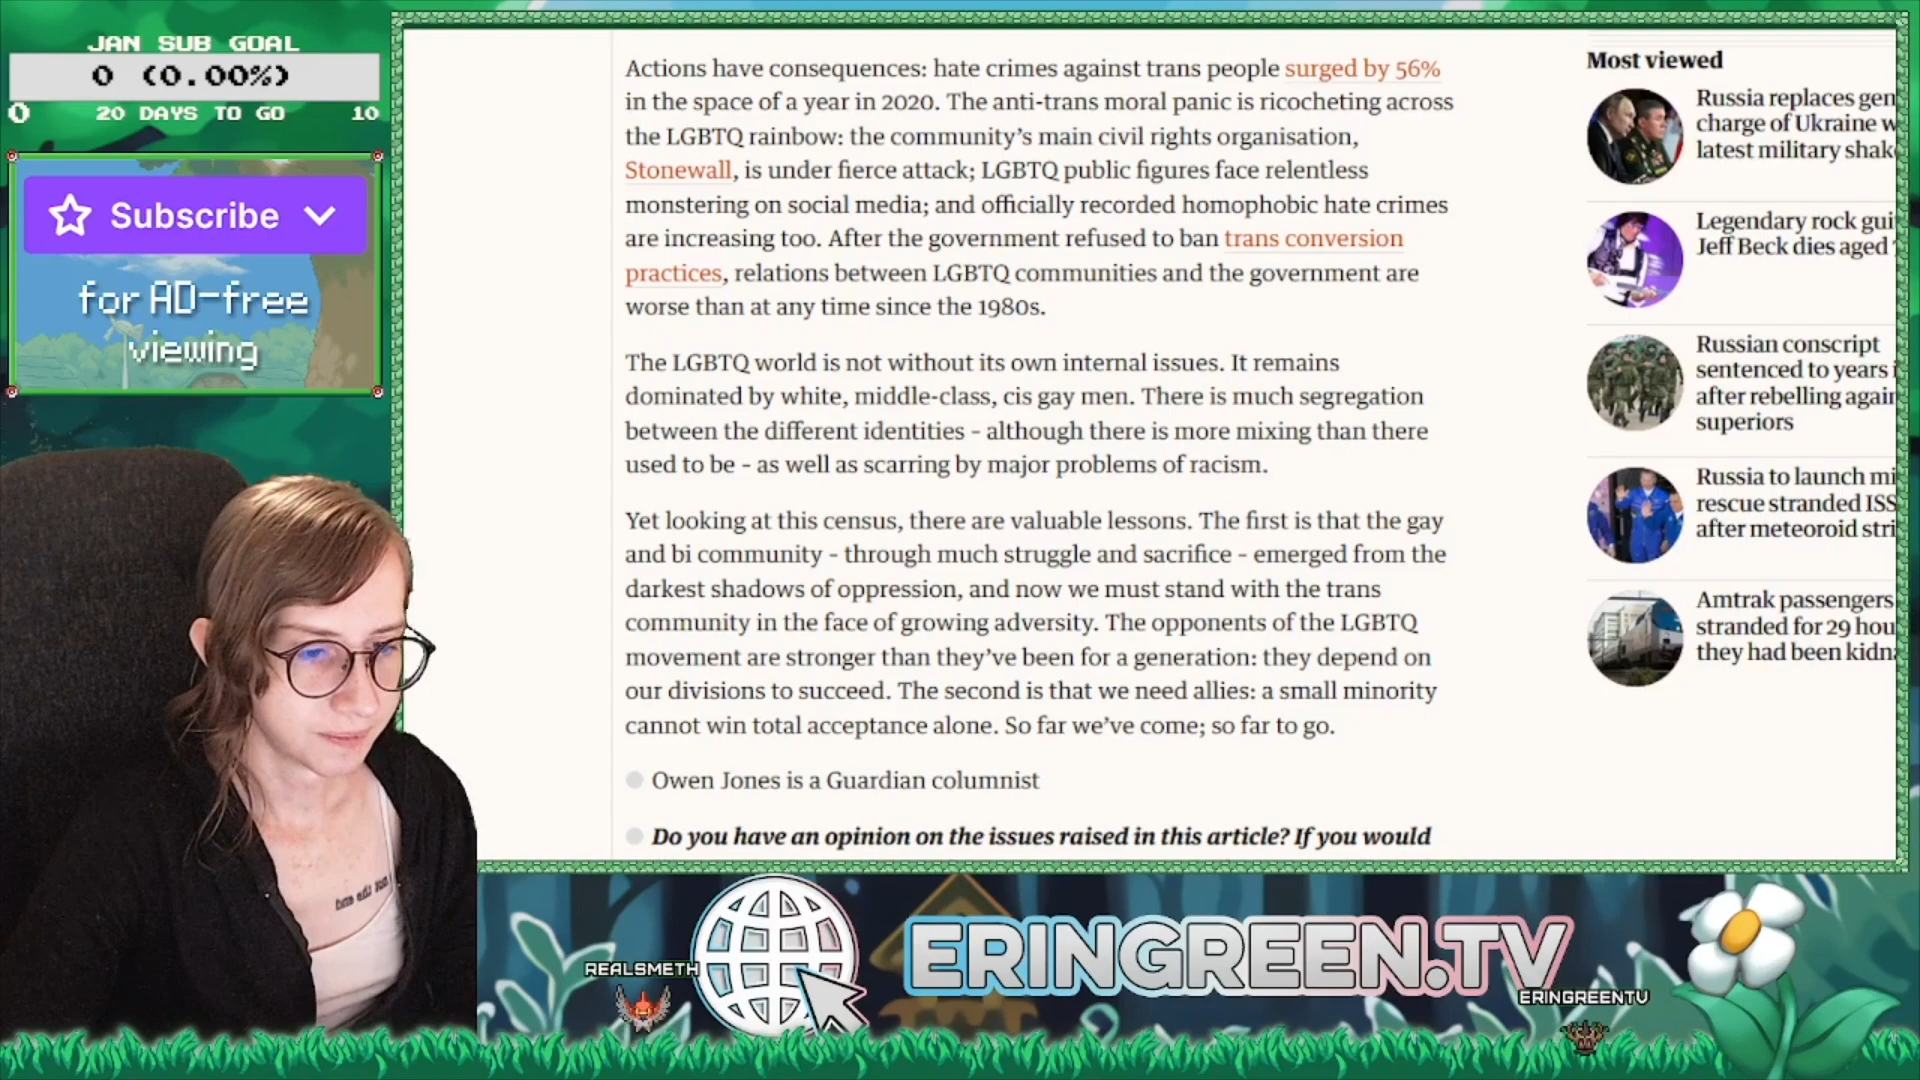 JAN SUB GOAL
0 (0.00%)
0 20 DAYS TO GO 10
Subscribe
for AD-free
viewing
Actions have consequences: hate crimes against trans people surged by 56%
in the space of a year in 2020. The anti-trans moral panic is ricocheting across
the LGBTQ rainbow: the community's main civil rights organisation,
Stonewall, is under fierce attack; LGBTQ public figures face relentless
monstering on social media; and officially recorded homophobic hate crimes
are increasing too. After the government refused to ban trans conversion
practices, relations between LGBTQ communities and the government are
worse than at any time since the 1980s.
The LGBTQ world is not without its own internal issues. It remains
dominated by white, middle-class, cis gay men. There is much segregation
between the different identities – although there is more mixing than there
used to be – as well as scarring by major problems of racism.
Yet looking at this census, there are valuable lessons. The first is that the gay
and bi community – through much struggle and sacrifice – emerged from the
darkest shadows of oppression, and now we must stand with the trans
community in the face of growing adversity. The opponents of the LGBTQ
movement are stronger than they've been for a generation: they depend on
our divisions to succeed. The second is that we need allies: a small minority
cannot win total acceptance alone. So far we've come; so far to go.
Owen Jones is a Guardian columnist
Do you have an opinion on the issues raised in this article? If you would
Most viewed
Russia replaces gen
charge of Ukraine w
latest military shak
Legendary rock gui
Jeff Beck dies aged
Russian conscript
sentenced to years i
after rebelling again
superiors
Russia to launch mi
rescue stranded ISS
after meteoroid stri
Amtrak passengers
stranded for 29 hou
they had been kidna
REALSMETH
ERINGREEN.TV
ERINGREENTV